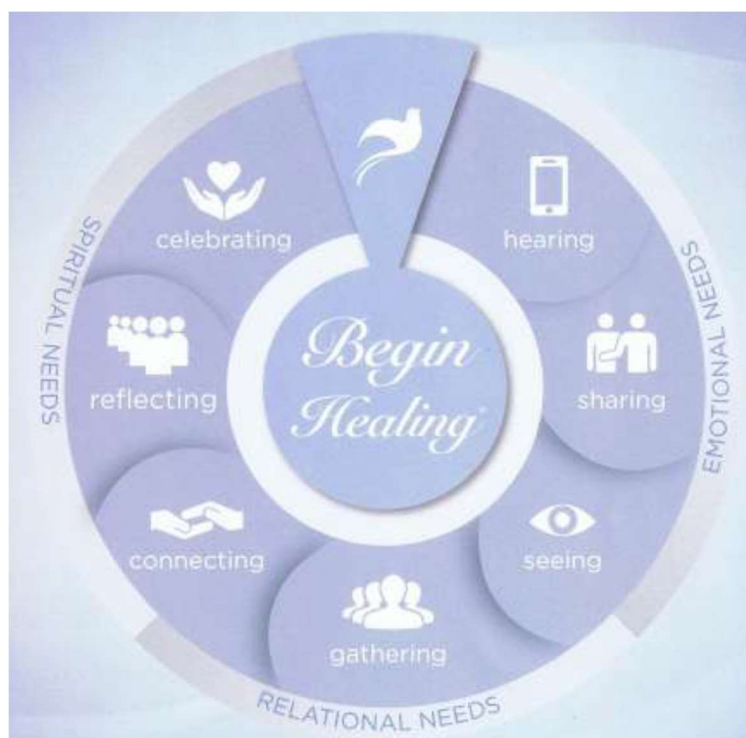 Begin
Healing®
hearing
sharing
seeing
gathering
connecting
reflecting
celebrating
EMOTIONAL NEEDS
RELATIONAL NEEDS
SPIRITUAL NEEDS